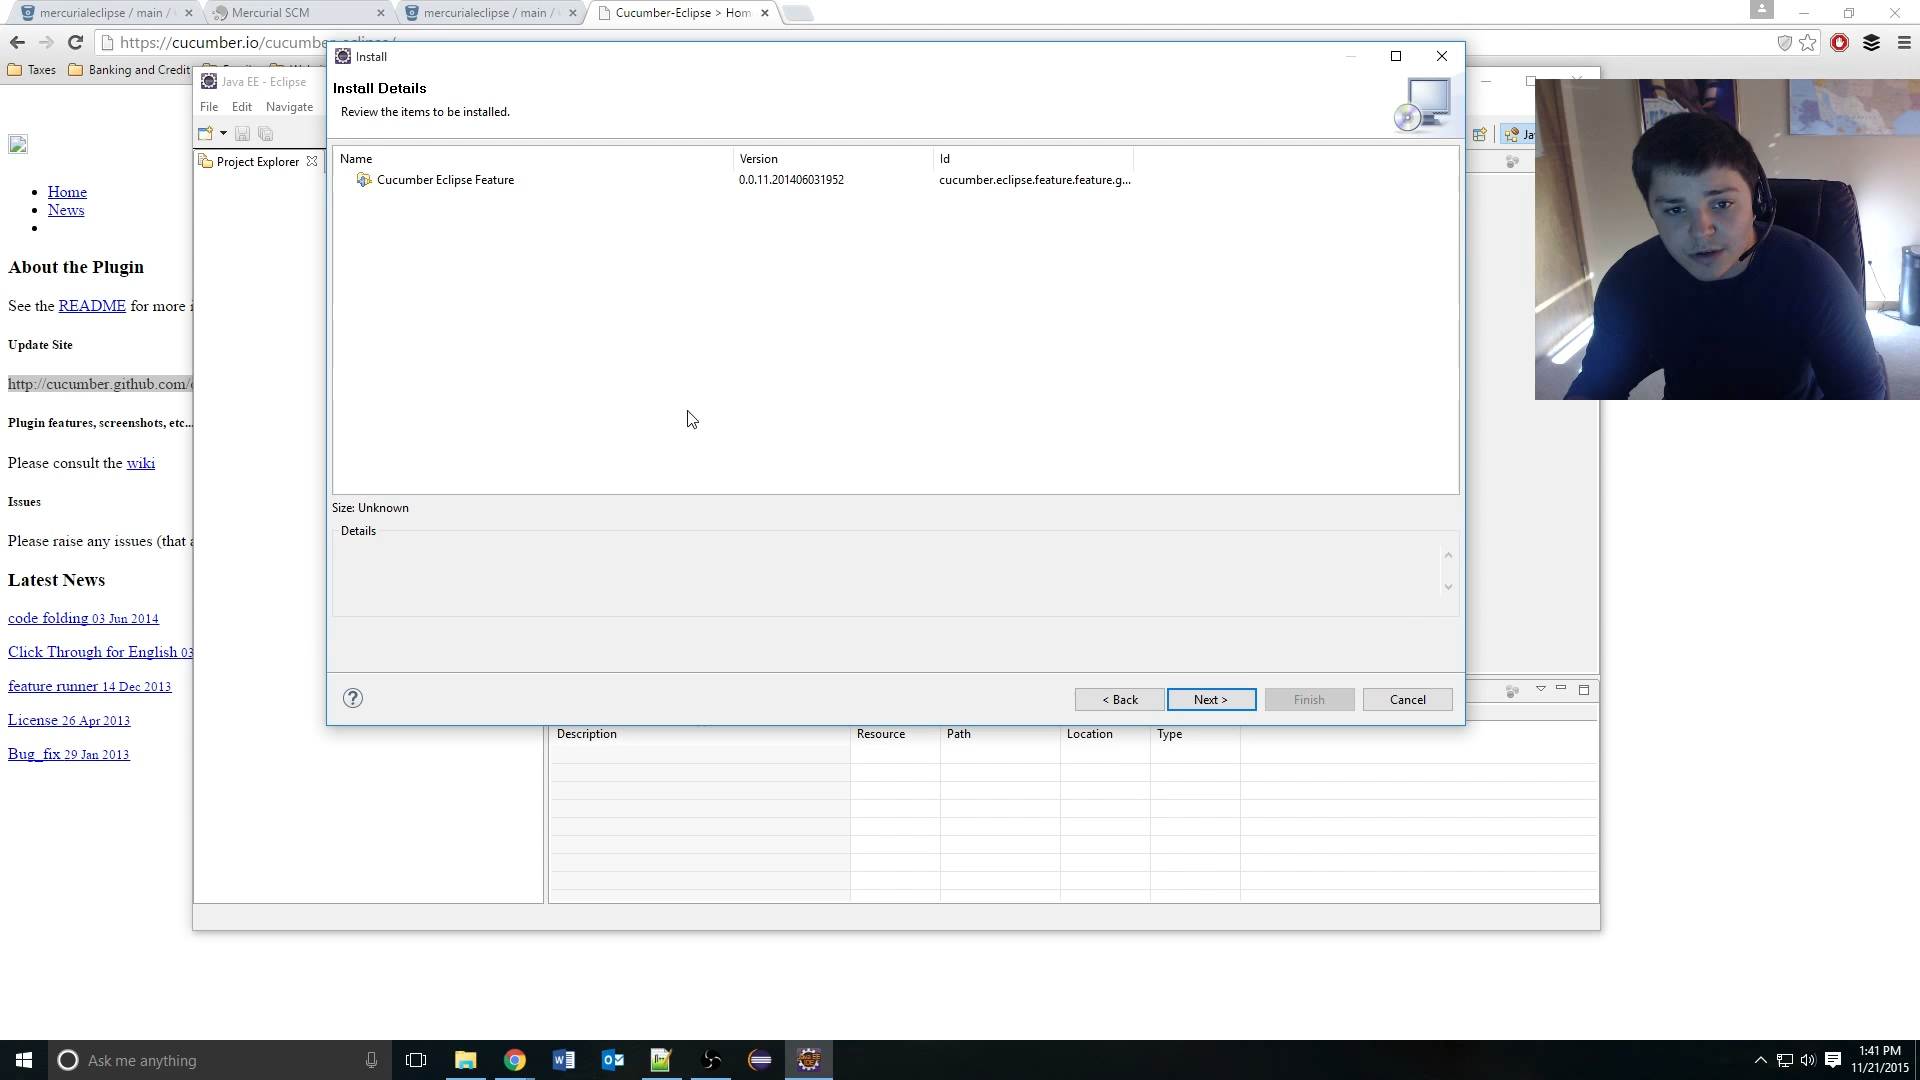 mercurialeclipse / main /
Mercurial SCM
mercurialeclipse / main /
Cucumber-Eclipse > Hom
https://cucumber.io/cucumber
Taxes
Banking and Credit
Java EE - Eclipse
File
Edit
Navigate
Project Explorer
Install
Install Details
Review the items to be installed.
Name
Version
Id
Cucumber Eclipse Feature
0.0.11.201406031952
cucumber.eclipse.feature.feature.g...
Size: Unknown
Details
< Back
Next >
Finish
Cancel
Description
Resource
Path
Location
Type
Home
News
About the Plugin
See the README for more
Update Site
http://cucumber.github.com/
Plugin features, screenshots, etc...
Please consult the wiki
Issues
Please raise any issues (that
Latest News
code folding 03 Jun 2014
Click Through for English 03
feature runner 14 Dec 2013
License 26 Apr 2013
Bug_fix 29 Jan 2013
Ask me anything
1:41 PM
11/21/2015